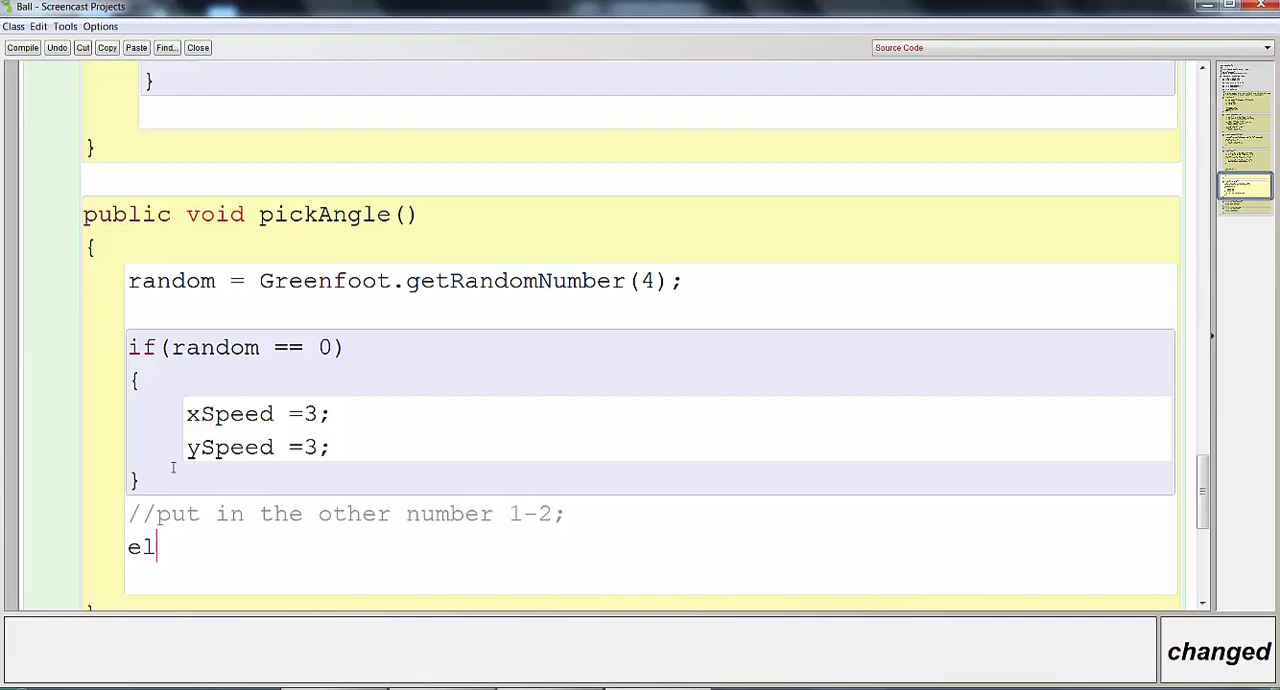 Ball - Screencast Projects
Class Edit Tools Options
Compile Undo Cut Copy Paste Find... Close Source Code
}
}
public void pickAngle()
{
random = Greenfoot.getRandomNumber(4);
if(random == 0)
{
xSpeed =3;
ySpeed =3;
}
//put in the other number 1-2;
el
changed